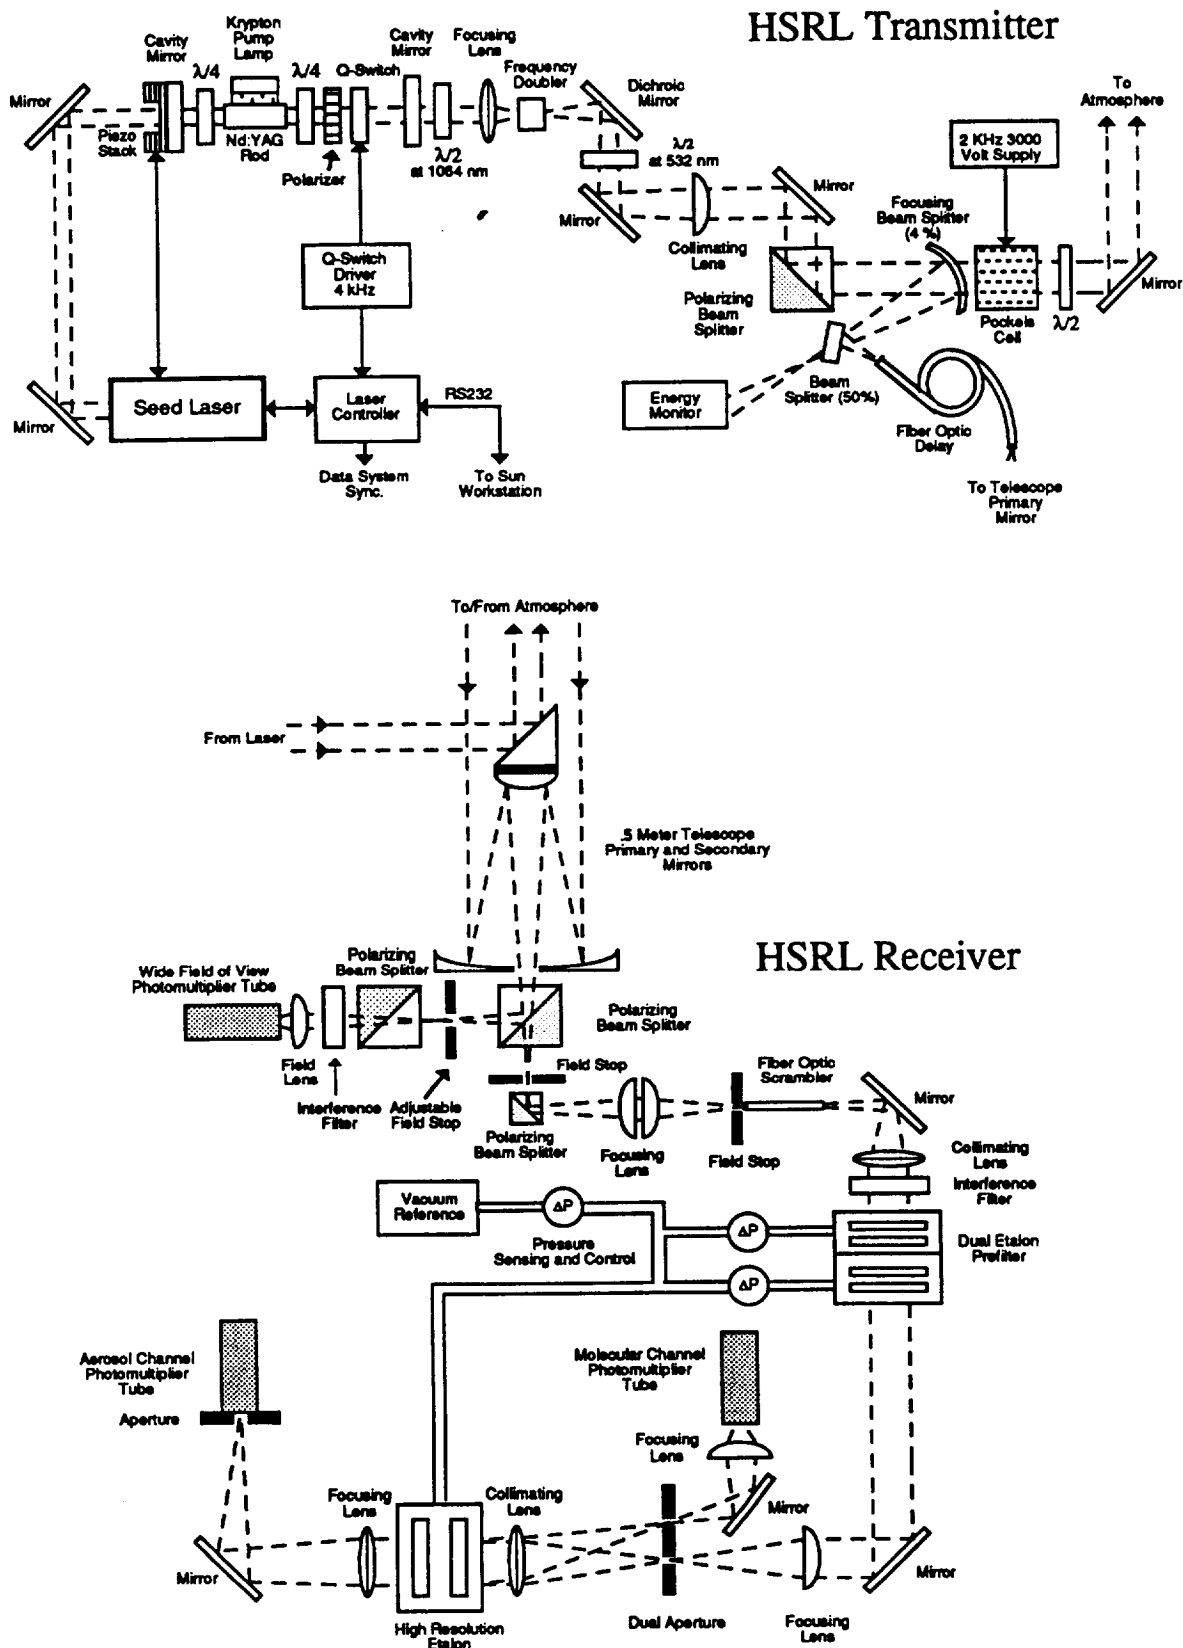 HSRL Transmitter
Krypton
Pump
Lamp
Cavity
Mirror
λ/4
λ/4
Q-Switch
Cavity
Mirror
Focusing
Lens
Frequency
Doubler
Dichroic
Mirror
To
Atmosphere
Mirror
Piezo
Stack
Nd:YAG
Rod
Polarizer
λ/2
at 1064 nm
λ/2
at 532 nm
2 KHz 3000
Volt Supply
Mirror
Mirror
Focusing
Beam Splitter
(4 %)
Collimating
Lens
Q-Switch
Driver
4 kHz
Polarizing
Beam
Splitter
Pockels
Cell
λ/2
Mirror
Seed Laser
Laser
Controller
RS232
Energy
Monitor
Beam
Splitter (50%)
Fiber Optic
Delay
Mirror
Data System
Sync.
To Sun
Workstation
To Telescope
Primary
Mirror
To/From Atmosphere
From Laser
.5 Meter Telescope
Primary and Secondary
Mirrors
HSRL Receiver
Wide Field of View
Photomultiplier Tube
Polarizing
Beam Splitter
Polarizing
Beam Splitter
Field
Lens
Interference
Filter
Adjustable
Field Stop
Field Stop
Fiber Optic
Scrambler
Mirror
Polarizing
Beam Splitter
Focusing
Lens
Field Stop
Collimating
Lens
Interference
Filter
Vacuum
Reference
ΔP
Pressure
Sensing and Control
ΔP
ΔP
Dual Etalon
Prefilter
Aerosol Channel
Photomultiplier
Tube
Aperture
Molecular Channel
Photomultiplier
Tube
Focusing
Lens
Focusing
Lens
Collimating
Lens
Mirror
Mirror
Mirror
High Resolution
Etalon
Dual Aperture
Focusing
Lens